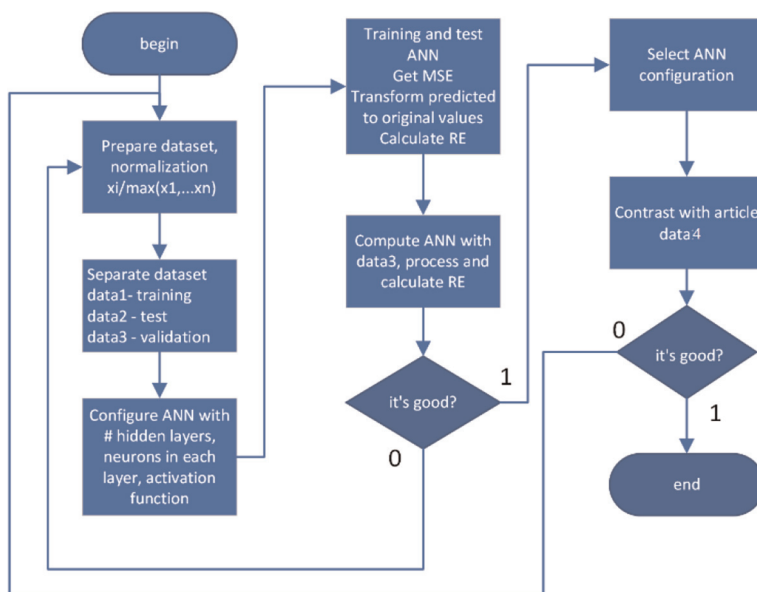 begin
Prepare dataset,
normalization
xi/max(x1,...xn)
Separate dataset
data1- training
data2 - test
data3 - validation
Configure ANN with
# hidden layers,
neurons in each
layer, activation
function
Training and test
ANN
Get MSE
Transform predicted
to original values
Calculate RE
Compute ANN with
data3, process and
calculate RE
it's good?
1
0
Select ANN
configuration
Contrast with article
data4
it's good?
0
1
end